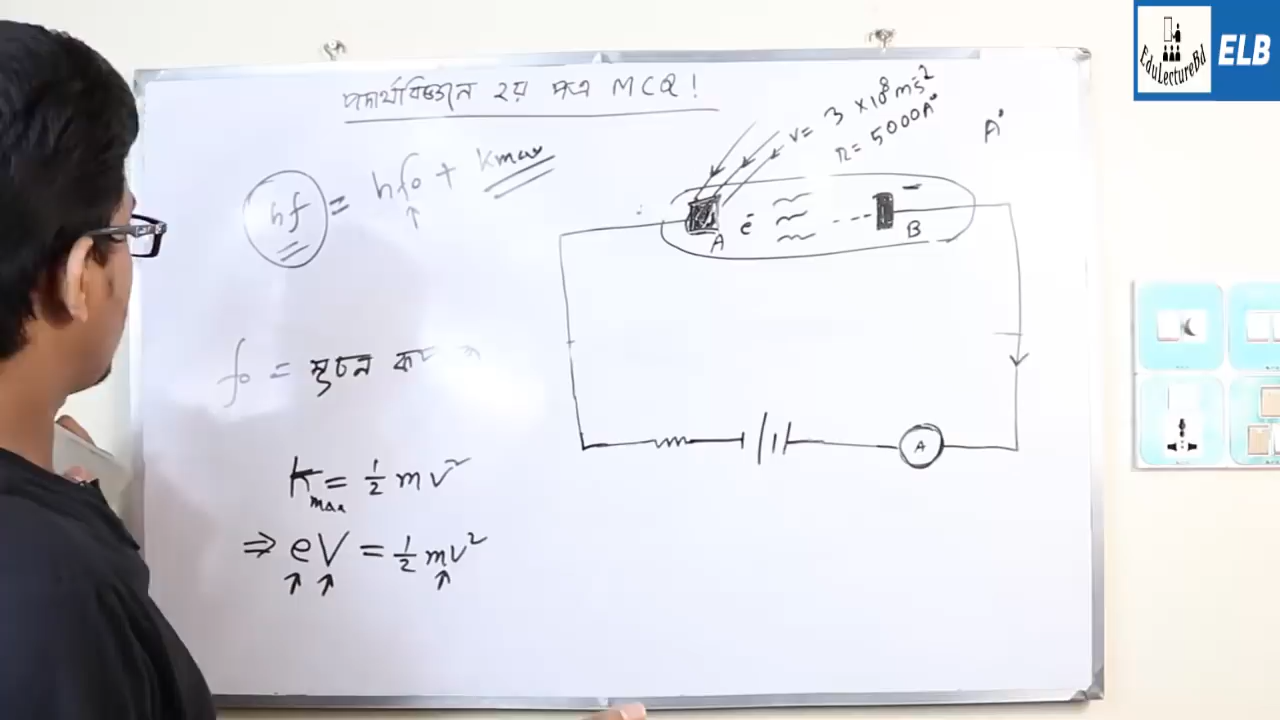 পদার্থবিজ্ঞান ২য় পত্র MCQ !
EduLectureBd
ELB
hf = hf₀ + Kmax
v = 3 × 10⁸ ms⁻²
= 5000A°
A°
A
e⁻
B
f₀ = সূচন
Kmax = ½ mv²
⇒ eV = ½ mv²
A